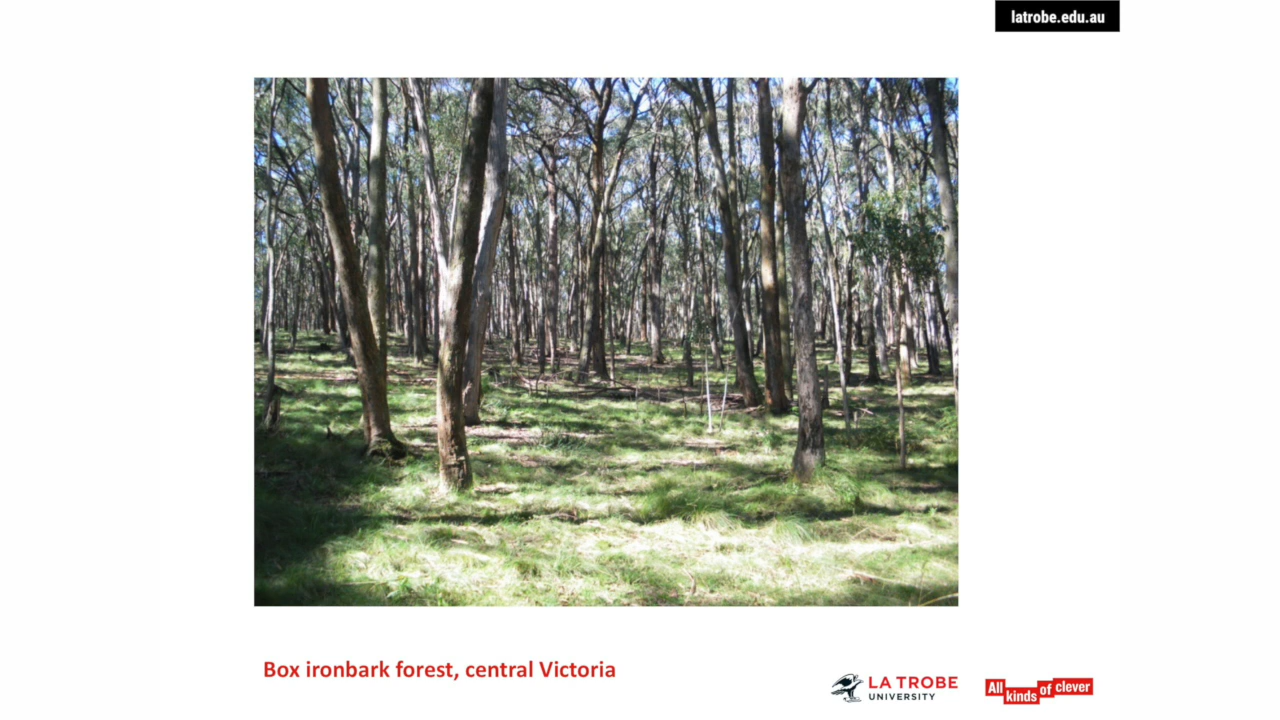 latrobe.edu.au
Box ironbark forest, central Victoria
LA TROBE
UNIVERSITY
All kinds of clever